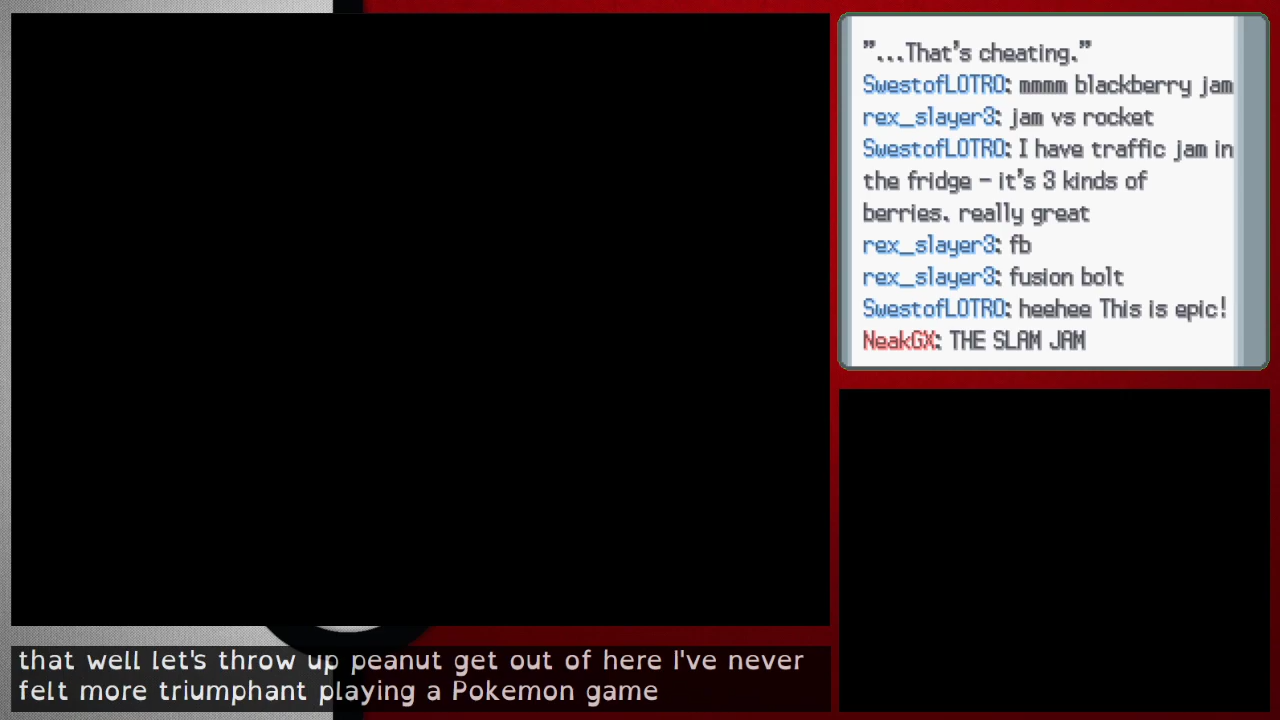 "...That's cheating."
SwestofLOTRO: mmmm blackberry jam
rex_slayer3: jam vs rocket
SwestofLOTRO: I have traffic jam in
the fridge - it's 3 kinds of
berries. really great
rex_slayer3: fb
rex_slayer3: fusion bolt
SwestofLOTRO: heehee This is epic!
NeakGX: THE SLAM JAM
that well let's throw up peanut get out of here I've never
felt more triumphant playing a Pokemon game